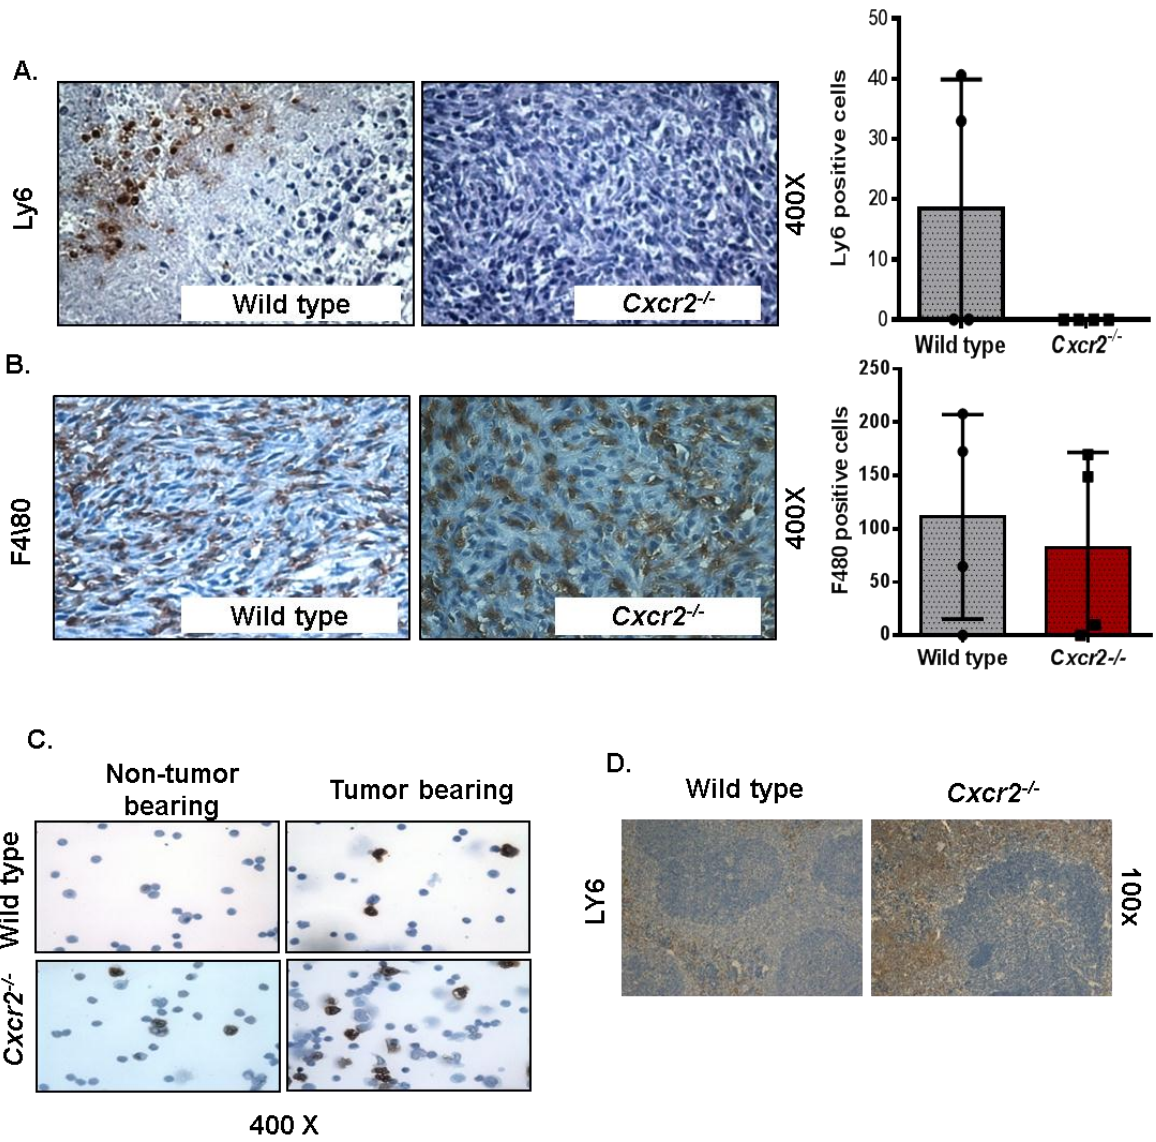 A.
Ly6
Wild type
Cxcr2-/-
400X
Ly6 positive cells
50
40
30
20
10
0
Wild type
Cxcr2-/-
B.
F4\80
Wild type
Cxcr2-/-
400X
F480 positive cells
250
200
150
100
50
0
Wild type
Cxcr2-/-
C.
Non-tumor
bearing
Tumor bearing
Wild type
Cxcr2-/-
400 X
D.
Wild type
Cxcr2-/-
LY6
100x